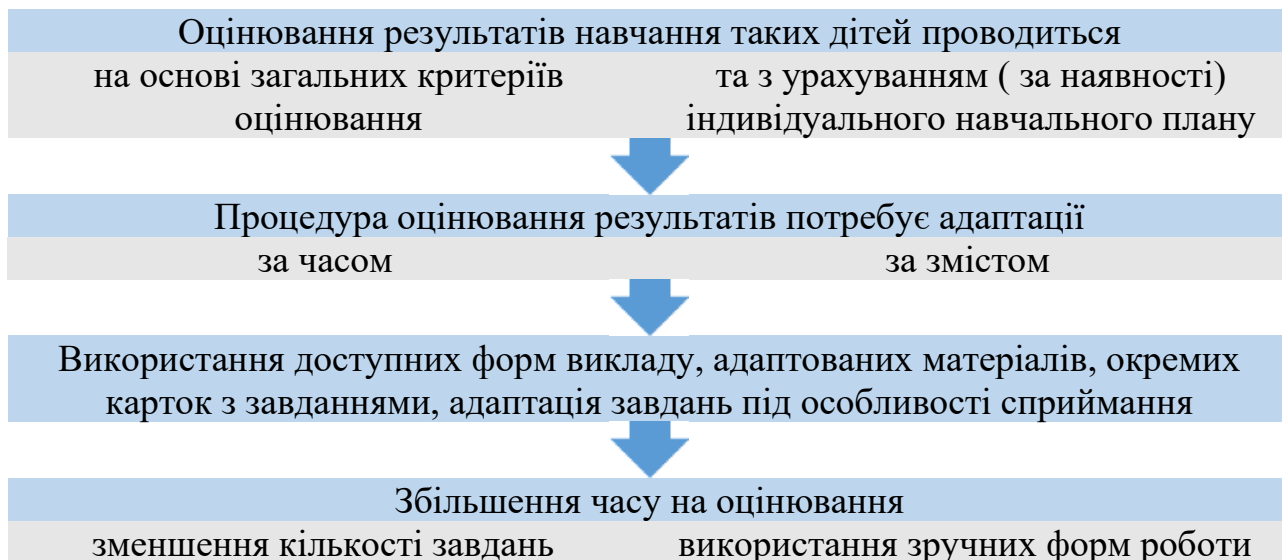 Оцінювання результатів навчання таких дітей проводиться
на основі загальних критеріїв
оцінювання
та з урахуванням ( за наявності)
індивідуального навчального плану
Процедура оцінювання результатів потребує адаптації
за часом
за змістом
Використання доступних форм викладу, адаптованих матеріалів, окремих
карток з завданнями, адаптація завдань під особливості сприймання
Збільшення часу на оцінювання
зменшення кількості завдань
використання зручних форм роботи